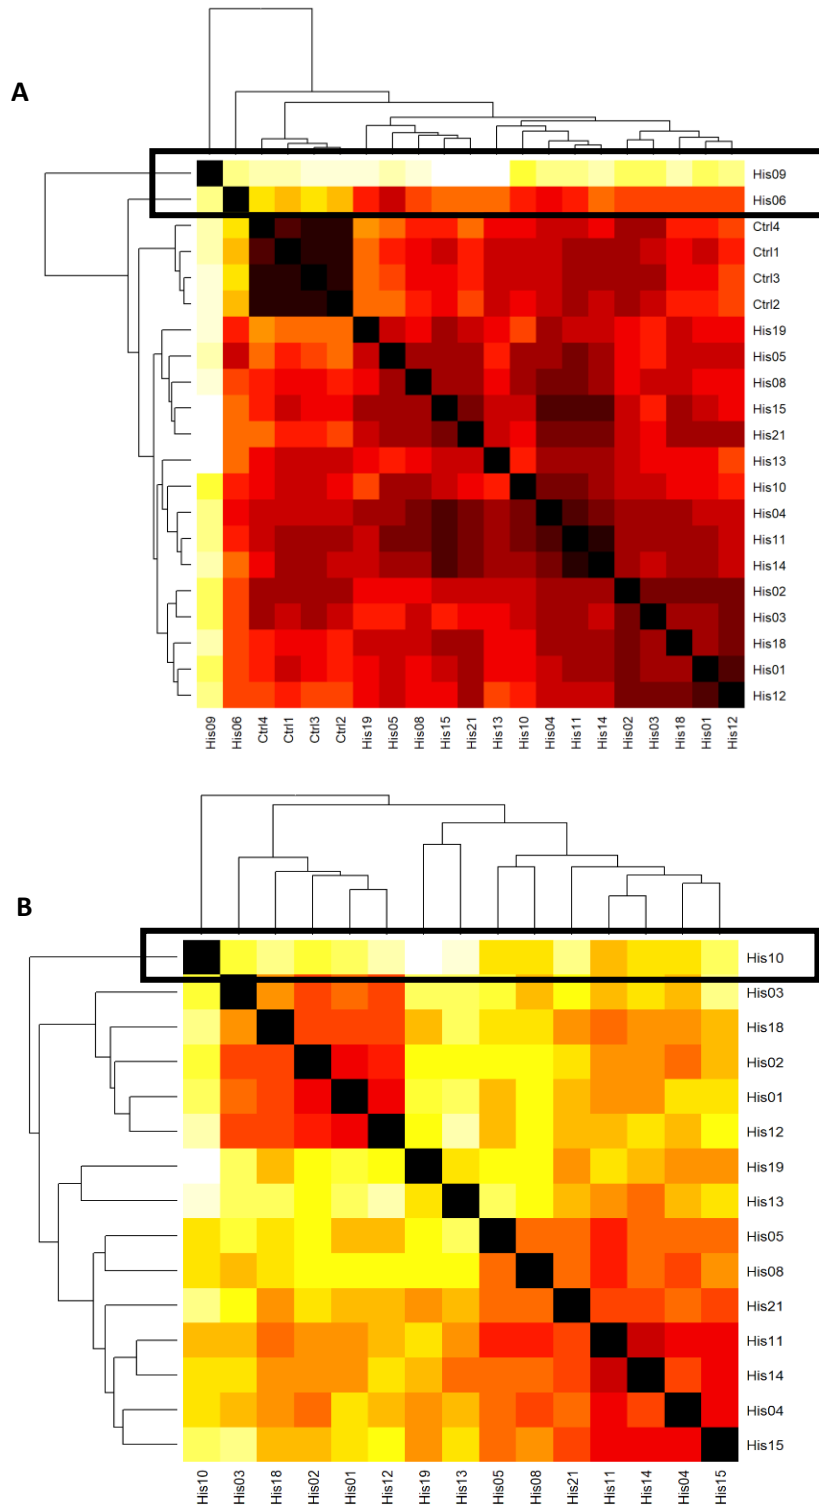 A
His09
His06
Ctrl4
Ctrl1
Ctrl3
Ctrl2
His19
His05
His08
His15
His21
His13
His10
His04
His11
His14
His02
His03
His18
His01
His12
His09 His06 Ctrl4 Ctrl1 Ctrl3 Ctrl2 His19 His05 His08 His15 His21 His13 His10 His04 His11 His14 His02 His03 His18 His01 His12
B
His10
His03
His18
His02
His01
His12
His19
His13
His05
His08
His21
His11
His14
His04
His15
His10 His03 His18 His02 His01 His12 His19 His13 His05 His08 His21 His11 His14 His04 His15